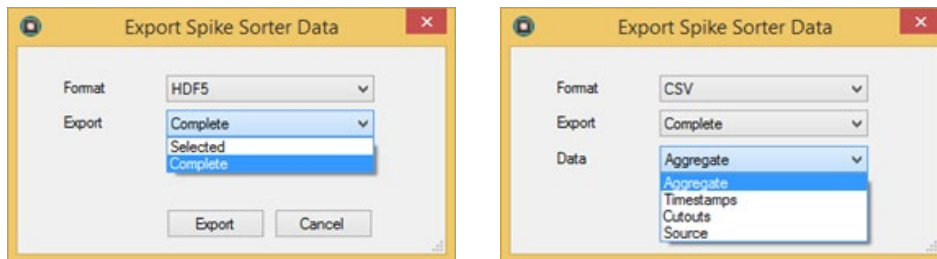 Export Spike Sorter Data
Format HDF5
Export Complete
Selected
Complete
Export Cancel
Export Spike Sorter Data
Format CSV
Export Complete
Data Aggregate
Aggregate
Timestamps
Cutouts
Source